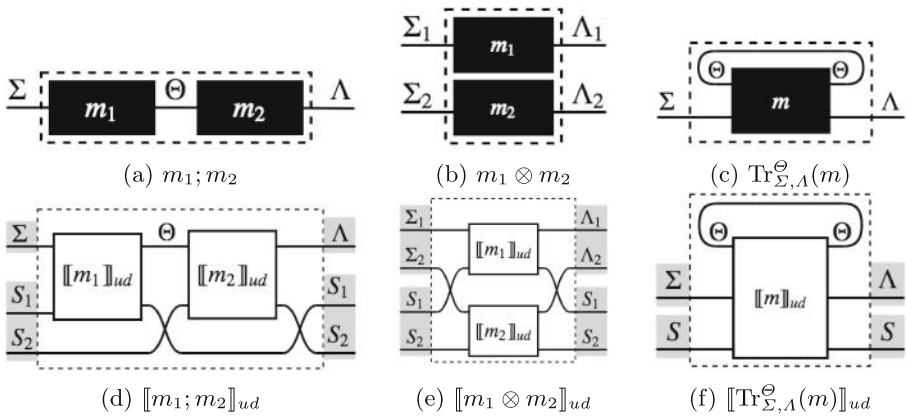 Σ m₁ Θ m₂ Λ
Σ₁ m₁ Λ₁
Σ₂ m₂ Λ₂
Θ Θ
Σ m Λ
(a) m₁; m₂
(b) m₁ ⊗ m₂
(c) Tr^Θ_{Σ,Λ}(m)
Σ ⟦m₁⟧ud Θ ⟦m₂⟧ud Λ
S₁ S₁
S₂ S₂
Σ₁ Λ₁
⟦m₁⟧ud
Σ₂ Λ₂
S₁ S₁
⟦m₂⟧ud
S₂ S₂
Θ Θ
Σ ⟦m⟧ud Λ
S S
(d) ⟦m₁; m₂⟧ud
(e) ⟦m₁ ⊗ m₂⟧ud
(f) ⟦Tr^Θ_{Σ,Λ}(m)⟧ud